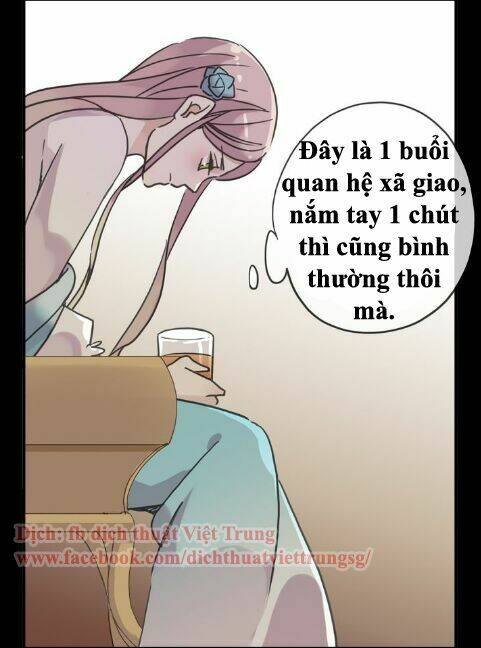 Đây là 1 buổi
quan hệ xã giao,
nắm tay 1 chút
thì cũng bình
thường thôi
mà.
Dịch: fb dịch thuật Việt Trung
www.facebook.com/dichthuatviettrungsg/